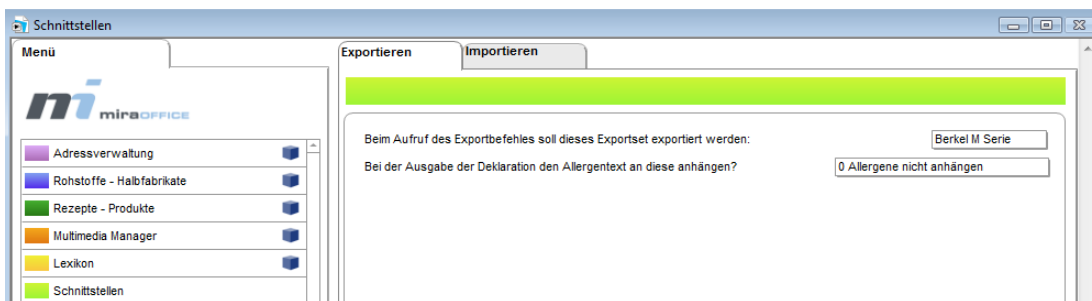 Schnittstellen
Menü
Exportieren
Importieren
miraOFFICE
Beim Aufruf des Exportbefehles soll dieses Exportset exportiert werden: Berkel M Serie
Bei der Ausgabe der Deklaration den Allergentext an diese anhängen? 0 Allergene nicht anhängen
Adressverwaltung
Rohstoffe - Halbfabrikate
Rezepte - Produkte
Multimedia Manager
Lexikon
Schnittstellen